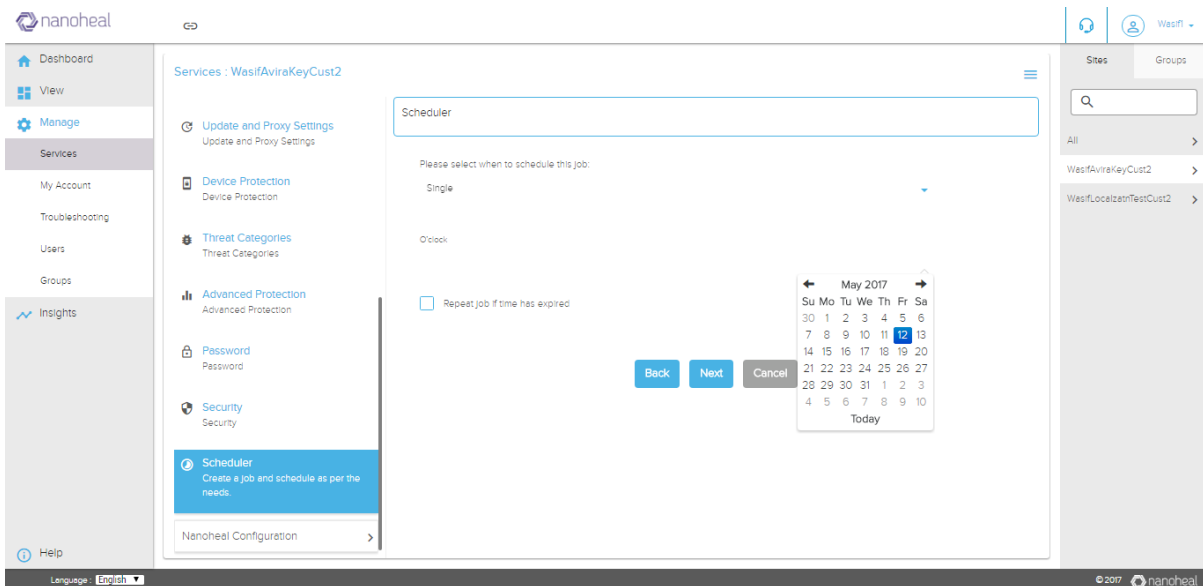 nanoheal
Wasif1
Dashboard
View
Manage
Services
My Account
Troubleshooting
Users
Groups
Insights
Help
Services : WasifAviraKeyCust2
Update and Proxy Settings
Update and Proxy Settings
Device Protection
Device Protection
Threat Categories
Threat Categories
Advanced Protection
Advanced Protection
Password
Password
Security
Security
Scheduler
Create a job and schedule as per the
needs.
Nanoheal Configuration
Scheduler
Please select when to schedule this job:
Single
O'clock
Repeat job if time has expired
Back Next Cancel
May 2017
Su Mo Tu We Th Fr Sa
30 1 2 3 4 5 6
7 8 9 10 11 12 13
14 15 16 17 18 19 20
21 22 23 24 25 26 27
28 29 30 31 1 2 3
4 5 6 7 8 9 10
Today
Sites Groups
All
WasifAviraKeyCust2
WasifLocalzatnTestCust2
Language : English
© 2017 nanoheal